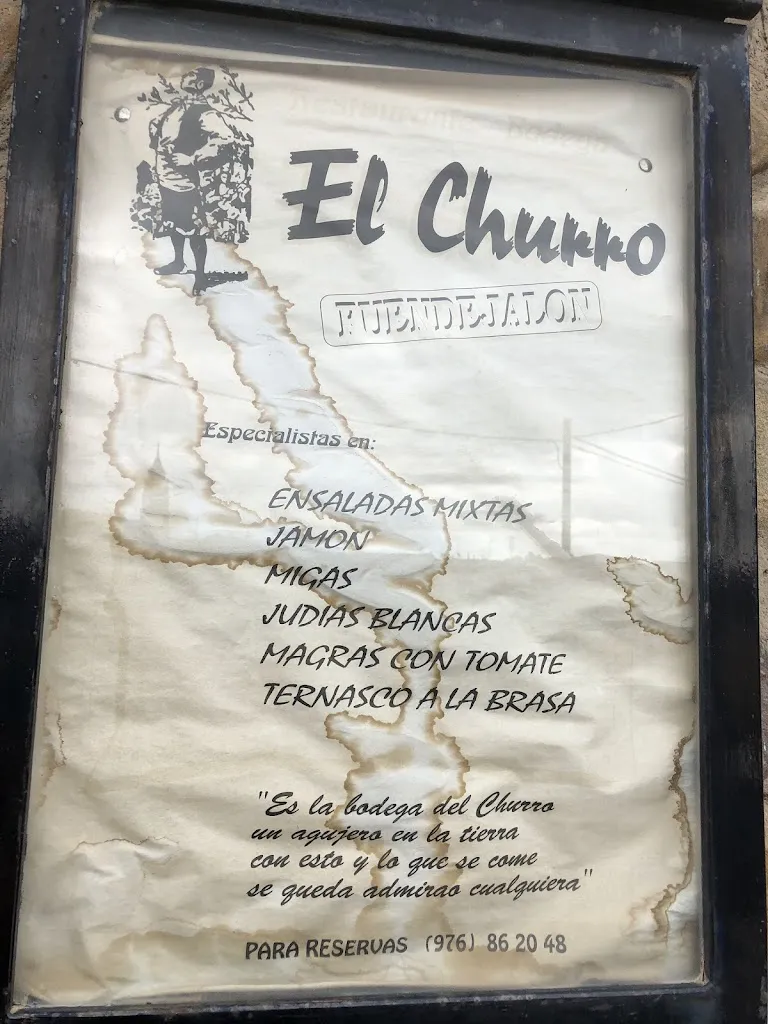 El Churro
FUENDEJALON
Especialistas en:
ENSALADAS MIXTAS
JAMON
MIGAS
JUDIAS BLANCAS
MAGRAS CON TOMATE
TERNASCO A LA BRASA
"Es la bodega del Churro
un agujero en la tierra
con esto y lo que se come
se queda admirao cualquiera"
PARA RESERVAS (976) 86 20 48